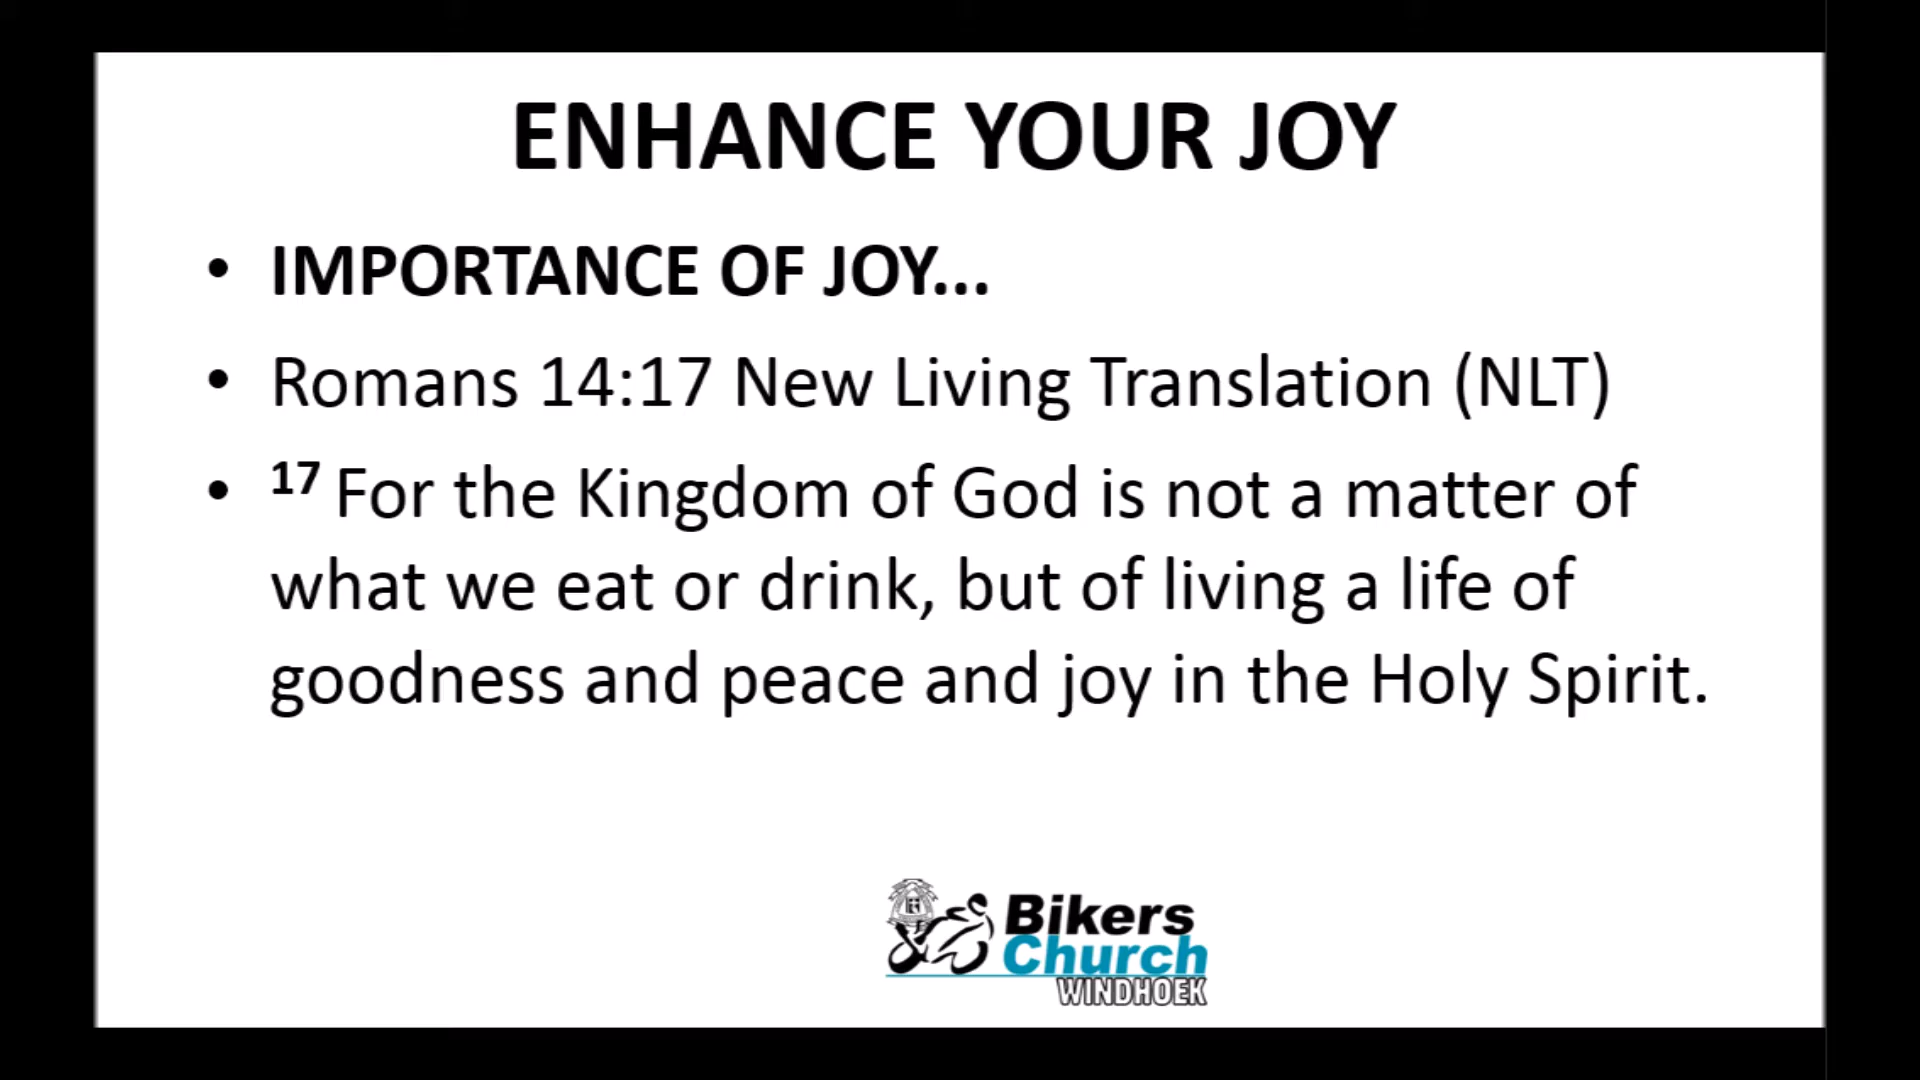 ENHANCE YOUR JOY
• IMPORTANCE OF JOY...
• Romans 14:17 New Living Translation (NLT)
• 17 For the Kingdom of God is not a matter of
what we eat or drink, but of living a life of
goodness and peace and joy in the Holy Spirit.
Bikers
Church
WINDHOEK